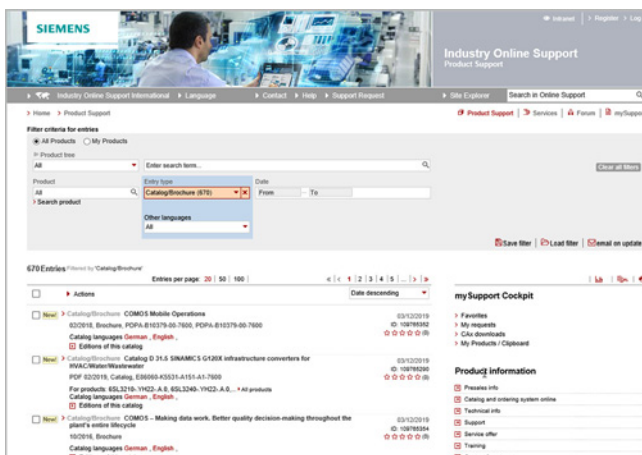 SIEMENS
Intranet Register Log
Industry Online Support
Product Support
Industry Online Support International Language Contact Help Support Request Site Explorer Search in Online Support
Home Product Support Product Support Services Forum mySuppo
Filter criteria for entries
All Products My Products
Product tree
All Enter search term... Clear all filters
Product Entry type Date
All Catalog/Brochure (670) From To
Search product
Other languages
All
Save filter Load filter email on update
670 Entries Filtered by 'Catalog/Brochure'
Entries per page: 20 | 50 | 100 « < 1 | 2 | 3 | 4 | 5 | ... > | »
Actions Date descending
mySupport Cockpit
Favorites
My requests
CAx downloads
My Products / Clipboard
Product information
Presales info
Catalog and ordering system online
Technical info
Support
Service offer
Training
New! Catalog/Brochure COMOS Mobile Operations 03/12/2019
02/2018, Brochure, PDPA-B10379-00-7600, PDPA-B10379-00-7600
Catalog languages German , English ,
Editions of this catalog
New! Catalog/Brochure Catalog D 31.5 SINAMICS G120X infrastructure converters for 03/12/2019
HVAC/Water/Wastewater
PDF 02/2019, Catalog, E86060-K5531-A151-A1-7600
For products: 6SL3210-.YH22-.A.0, 6SL3240-.YH22-.A.0,... All products
Catalog languages German , English ,
Editions of this catalog
New! Catalog/Brochure COMOS – Making data work. Better quality decision-making throughout the 03/12/2019
plant's entire lifecycle
10/2016, Brochure
Catalog languages German , English ,